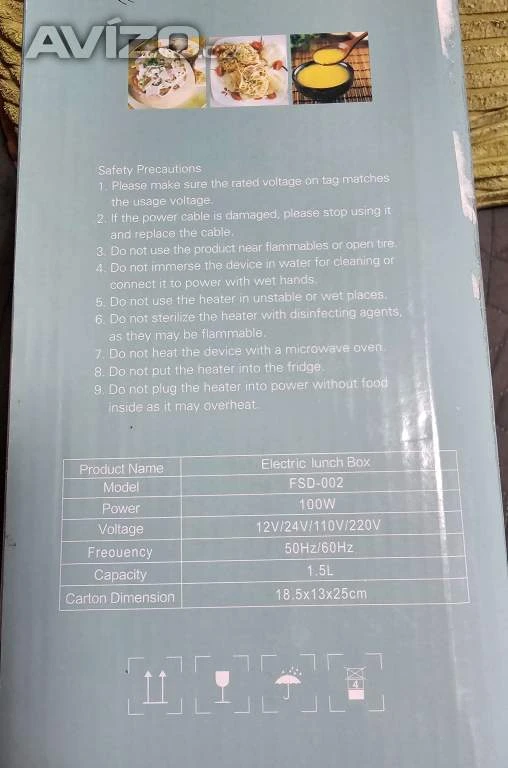 AVÍZO
Safety Precautions
1. Please make sure the rated voltage on tag matches
the usage voltage.
2. If the power cable is damaged, please stop using it
and replace the cable.
3. Do not use the product near flammables or open tire.
4. Do not immerse the device in water for cleaning or
connect it to power with wet hands.
5. Do not use the heater in unstable or wet places.
6. Do not sterilize the heater with disinfecting agents,
as they may be flammable.
7. Do not heat the device with a microwave oven.
8. Do not put the heater into the fridge.
9. Do not plug the heater into power without food
inside as it may overheat.
Product Name Electric lunch Box
Model FSD-002
Power 100W
Voltage 12V/24V/110V/220V
Freouency 50Hz/60Hz
Capacity 1.5L
Carton Dimension 18.5x13x25cm
4